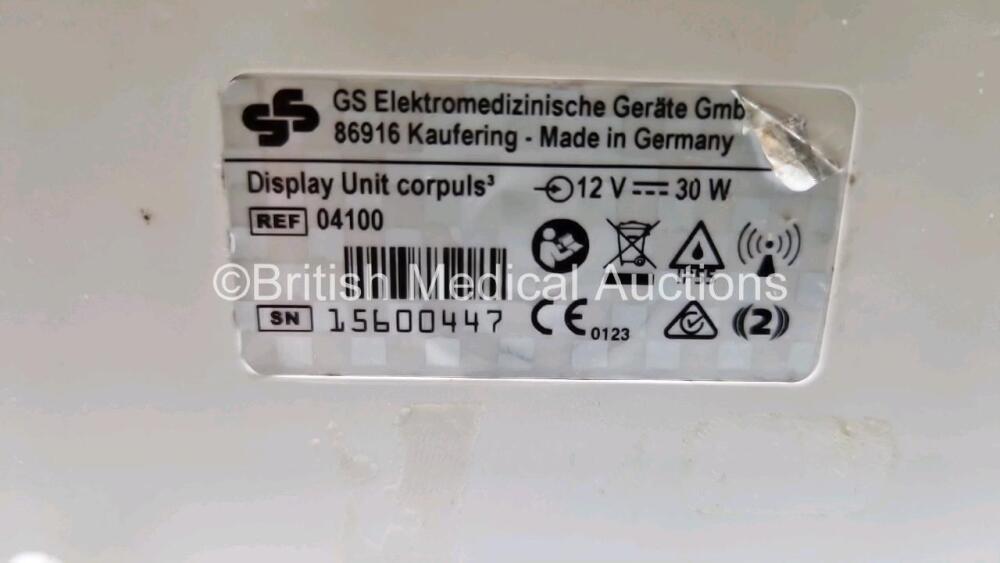 GS Elektromedizinische Geräte Gmb
86916 Kaufering - Made in Germany
Display Unit corpuls³
12 V 30 W
REF 04100
©British Medical Auctions
SN 15600447
CE 0123
((2))